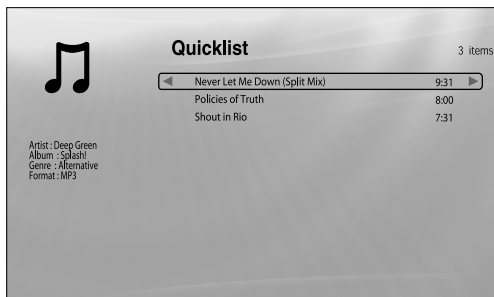 Quicklist
3 items
Never Let Me Down (Split Mix) 9:31
Policies of Truth 8:00
Shout in Rio 7:31
Artist : Deep Green
Album : Splash!
Genre : Alternative
Format : MP3